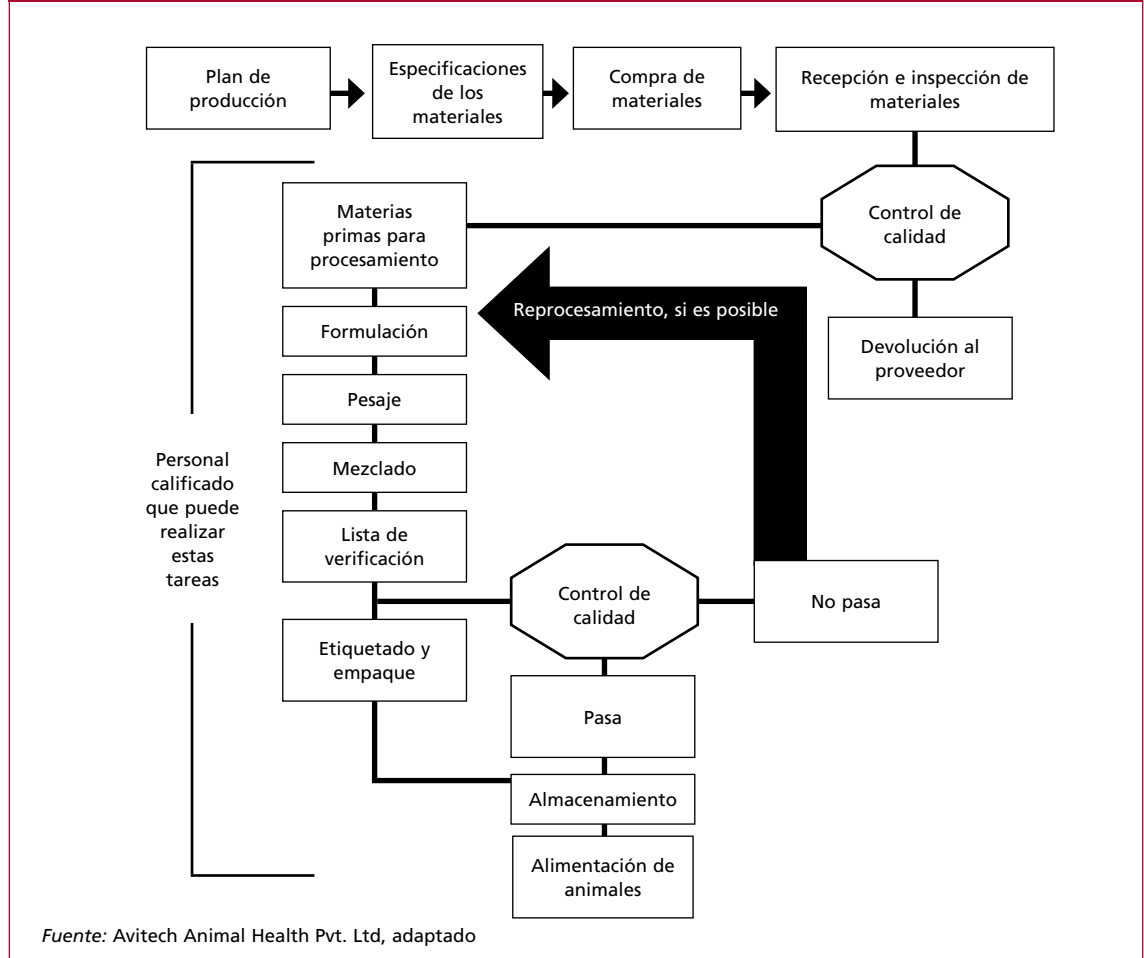 Plan de
producción
Especificaciones
de los
materiales
Compra de
materiales
Recepción e inspección de
materiales
Control de
calidad
Devolución al
proveedor
Materias
primas para
procesamiento
Reprocesamiento, si es posible
Formulación
Pesaje
Mezclado
Lista de
verificación
Personal
calificado
que puede
realizar
estas
tareas
Control de
calidad
No pasa
Etiquetado y
empaque
Pasa
Almacenamiento
Alimentación de
animales
Fuente: Avitech Animal Health Pvt. Ltd, adaptado